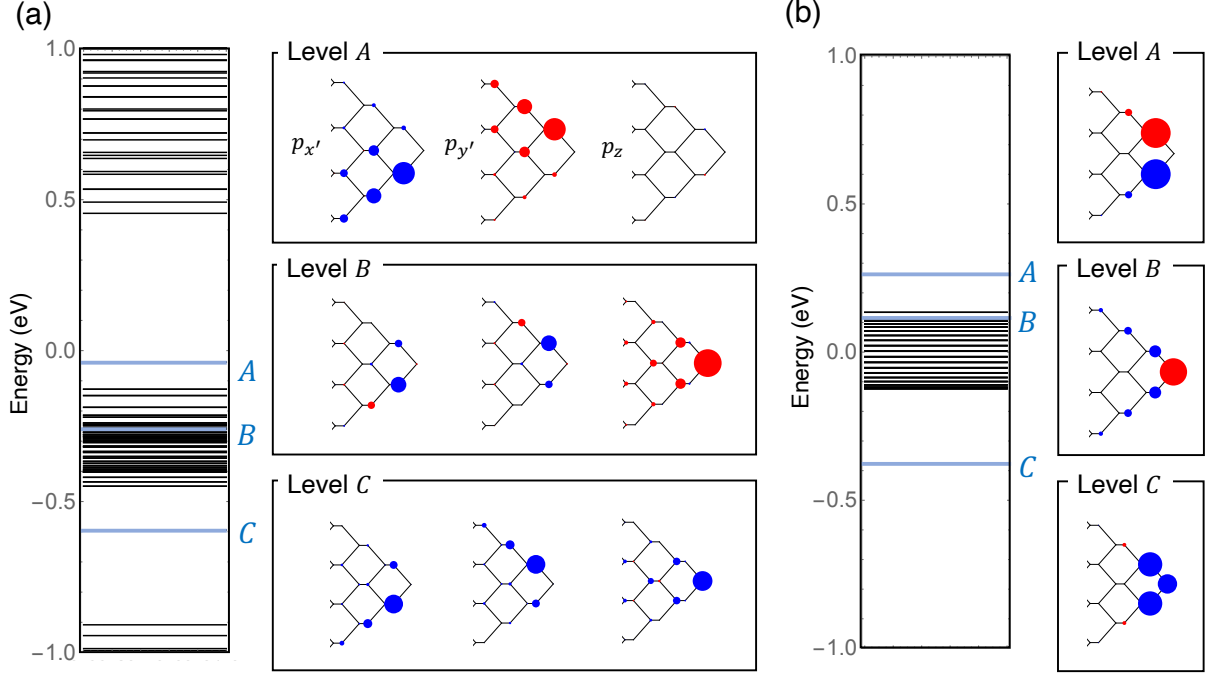 (a)
1.0
0.5
0.0
−0.5
−1.0
Energy (eV)
A
B
C
Level A
p_x′
p_y′
p_z
Level B
Level C
(b)
1.0
0.5
0.0
−0.5
−1.0
Energy (eV)
A
B
C
Level A
Level B
Level C